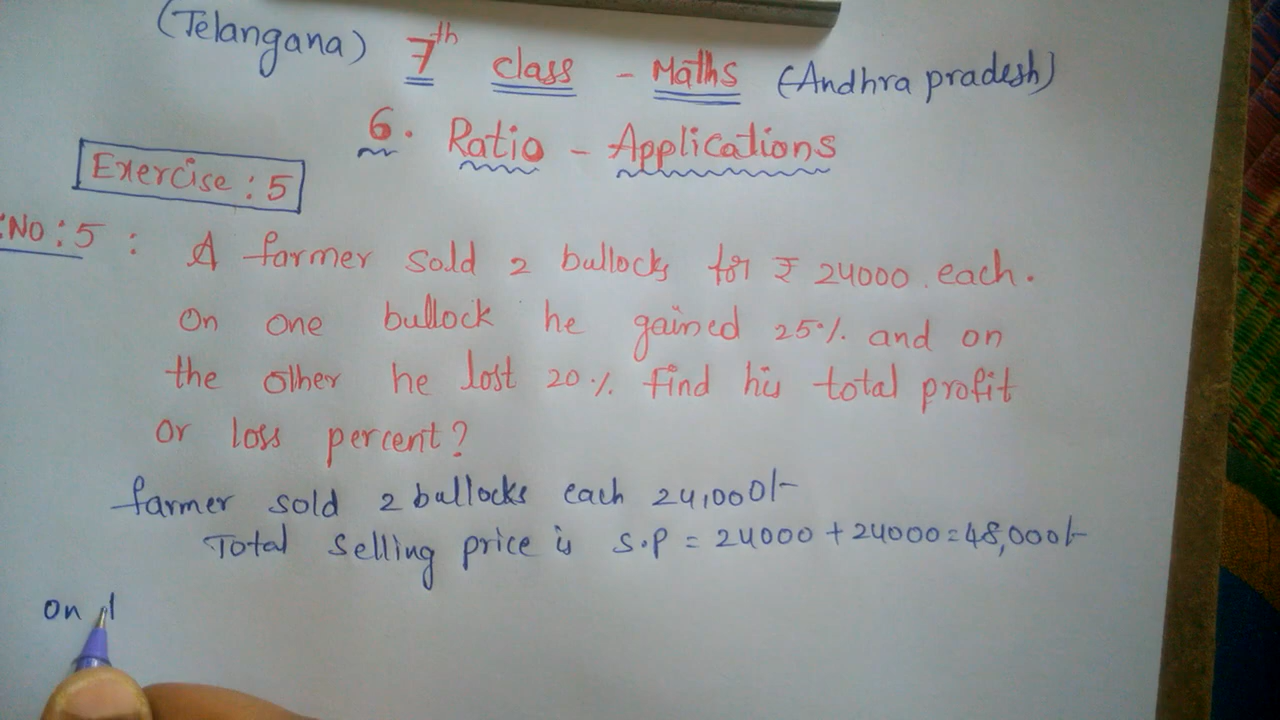 (Telangana) 7th class - Maths (Andhra pradesh)
6. Ratio - Applications
Exercise : 5
:No : 5 : A farmer sold 2 bullocks for ₹ 24000 each.
On one bullock he gained 25% and on
the other he lost 20% find his total profit
or loss percent?
farmer sold 2 bullocks each 24,000/-
Total selling price is S.P = 24000 + 24000 = 48,000/-
on